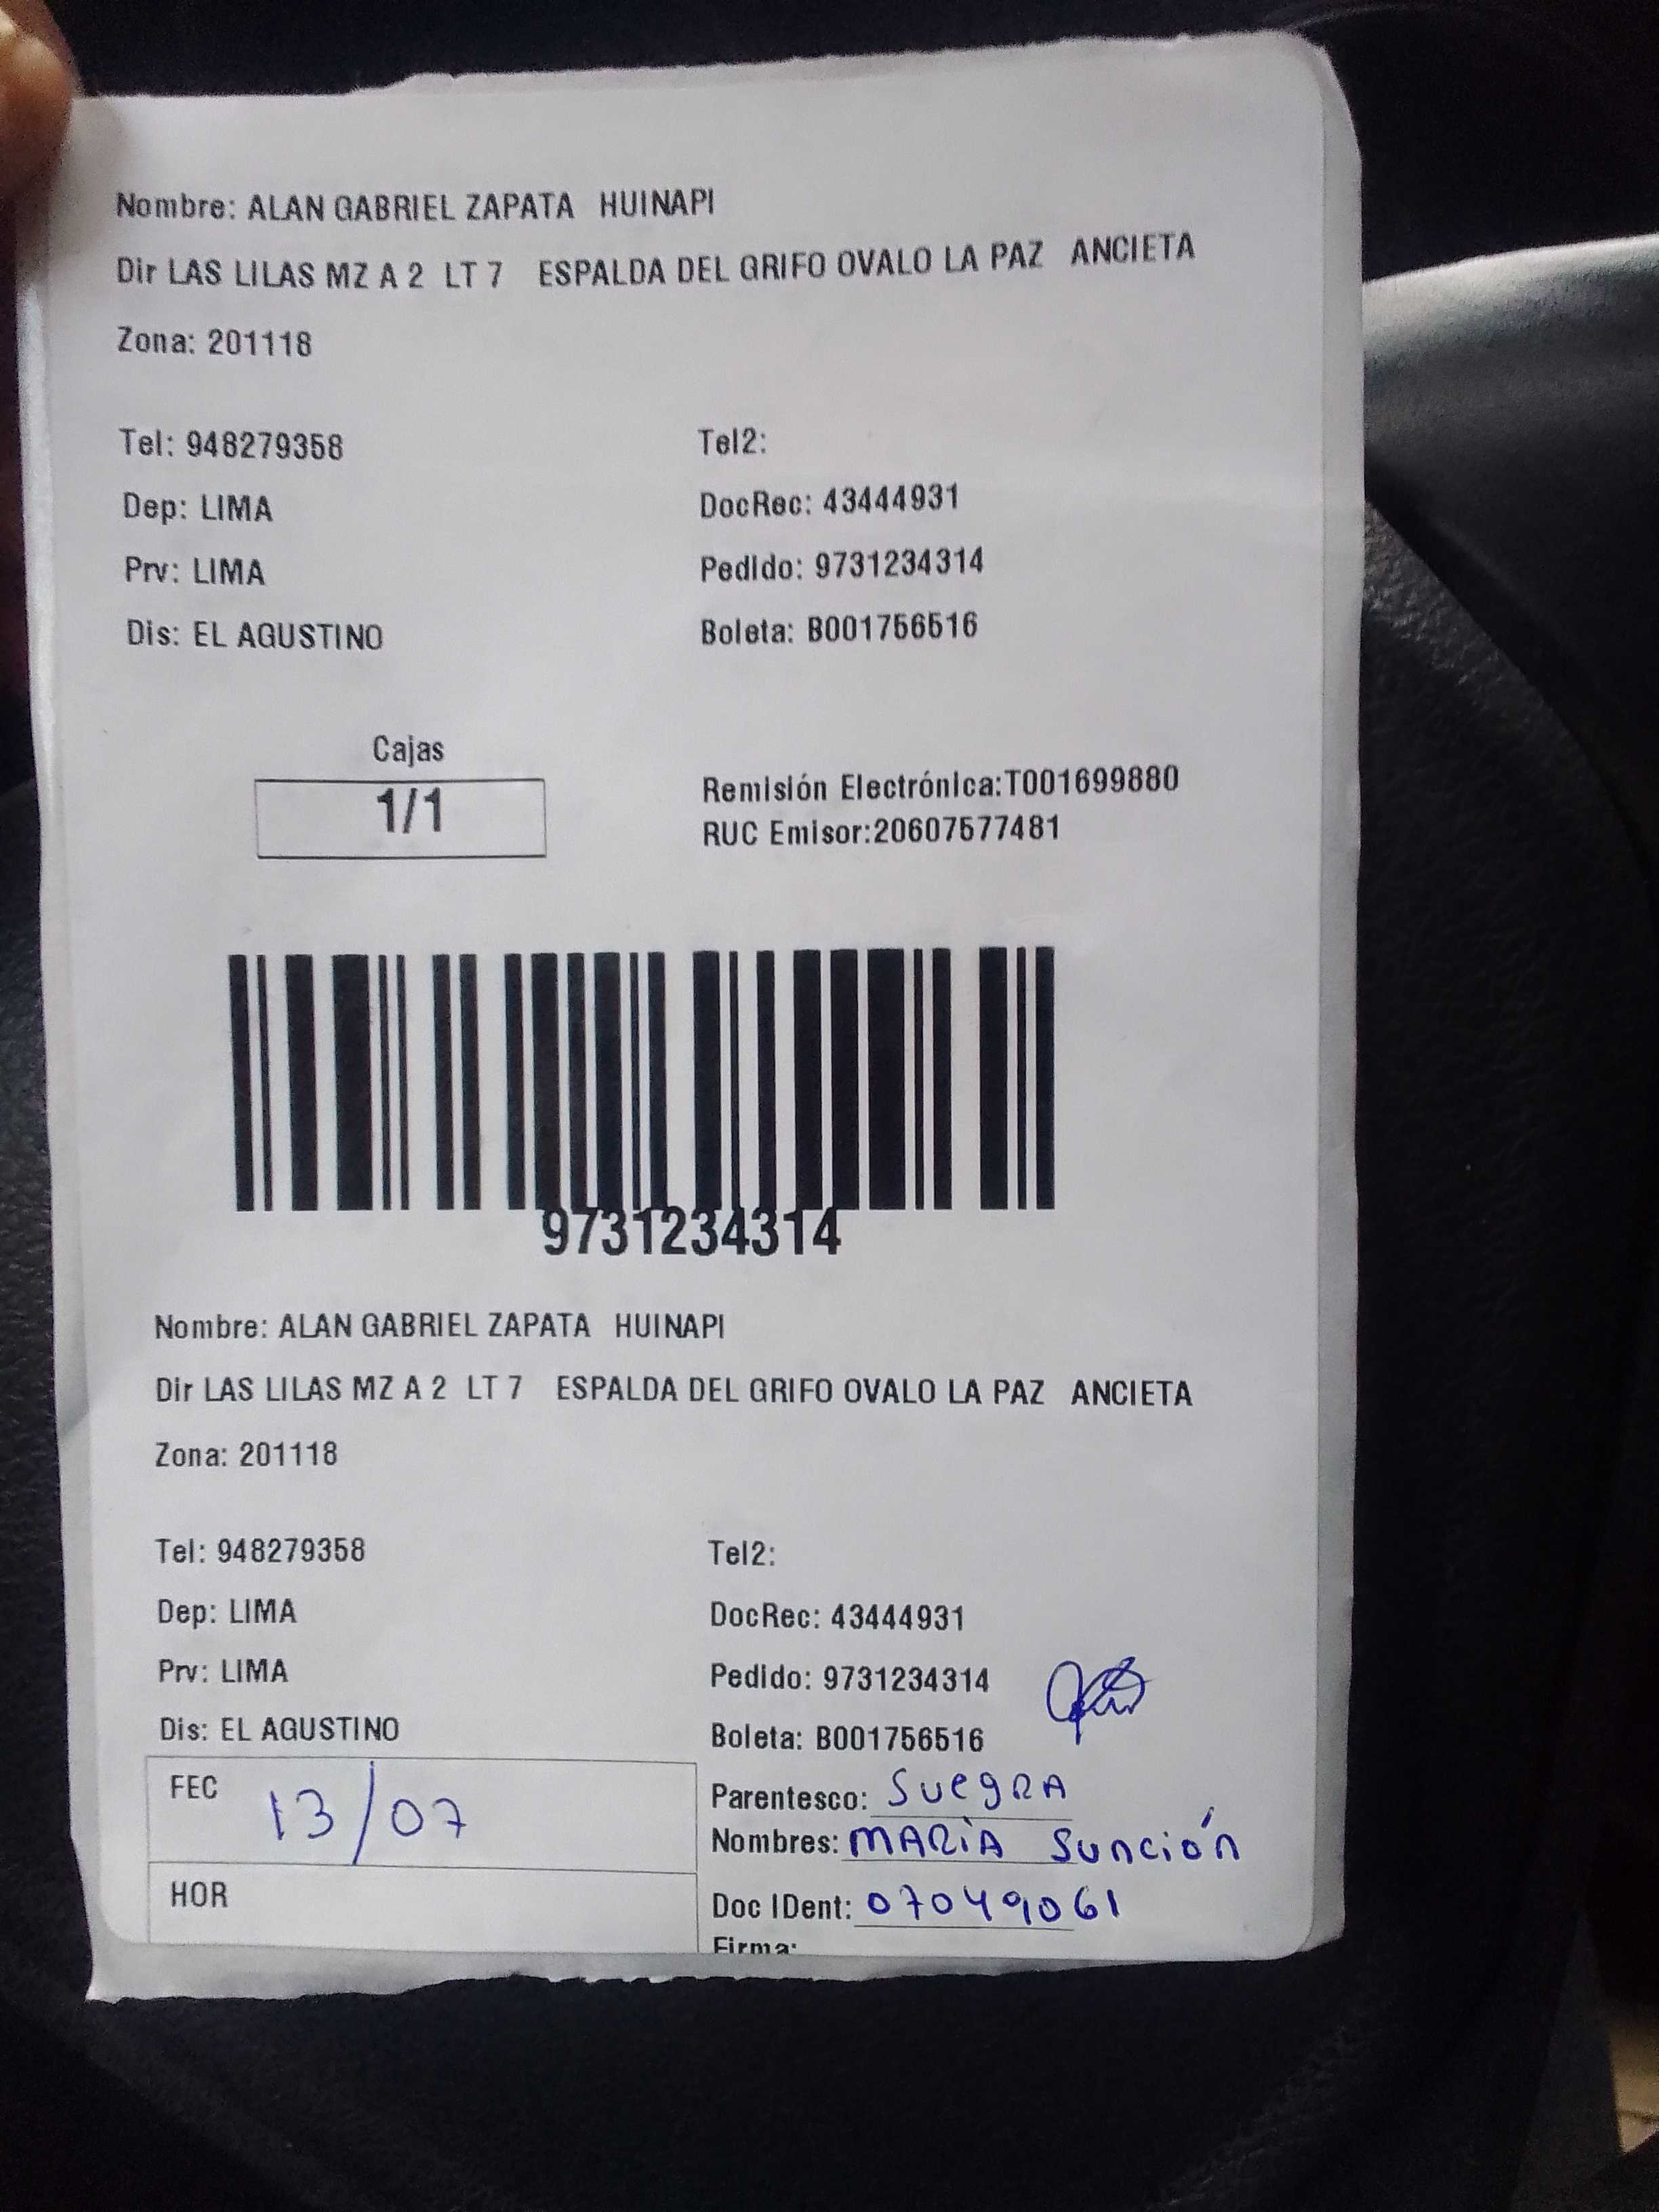 Nombre: ALAN GABRIEL ZAPATA HUINAPI
Dir LAS LILAS MZ A 2 LT 7 ESPALDA DEL GRIFO OVALO LA PAZ ANCIETA
Zona: 201118
Tel: 948279358 Tel2:
Dep: LIMA DocRec: 43444931
Prv: LIMA Pedido: 9731234314
Dis: EL AGUSTINO Boleta: B001756516
Cajas
1/1
Remisión Electrónica:T001699880
RUC Emisor:20607577481
9731234314
Nombre: ALAN GABRIEL ZAPATA HUINAPI
Dir LAS LILAS MZ A 2 LT 7 ESPALDA DEL GRIFO OVALO LA PAZ ANCIETA
Zona: 201118
Tel: 948279358 Tel2:
Dep: LIMA DocRec: 43444931
Prv: LIMA Pedido: 9731234314
Dis: EL AGUSTINO Boleta: B001756516
FEC 13/07
Parentesco: SuegRA
Nombres: MARÌA Sunción
HOR
Doc IDent: 07049061
Firma: